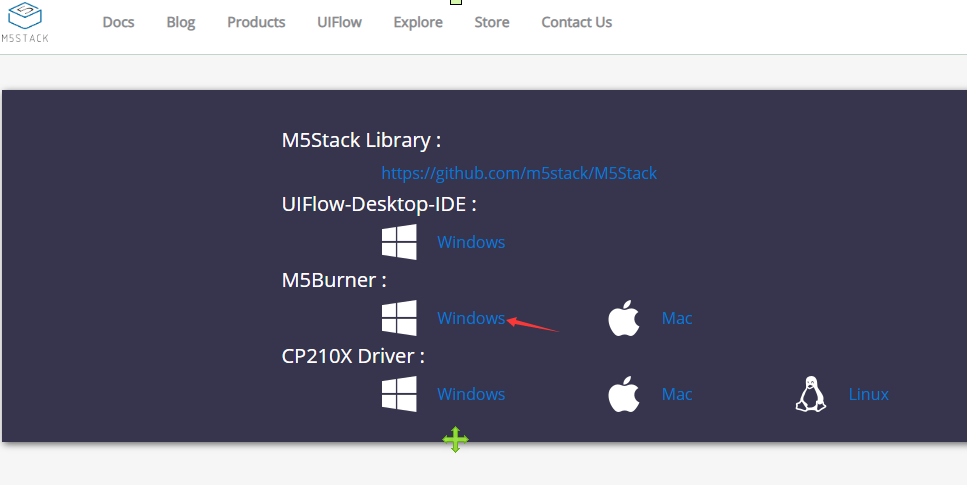 M5STACK
Docs Blog Products UIFlow Explore Store Contact Us
M5Stack Library :
https://github.com/m5stack/M5Stack
UIFlow-Desktop-IDE :
Windows
M5Burner :
Windows Mac
CP210X Driver :
Windows Mac Linux